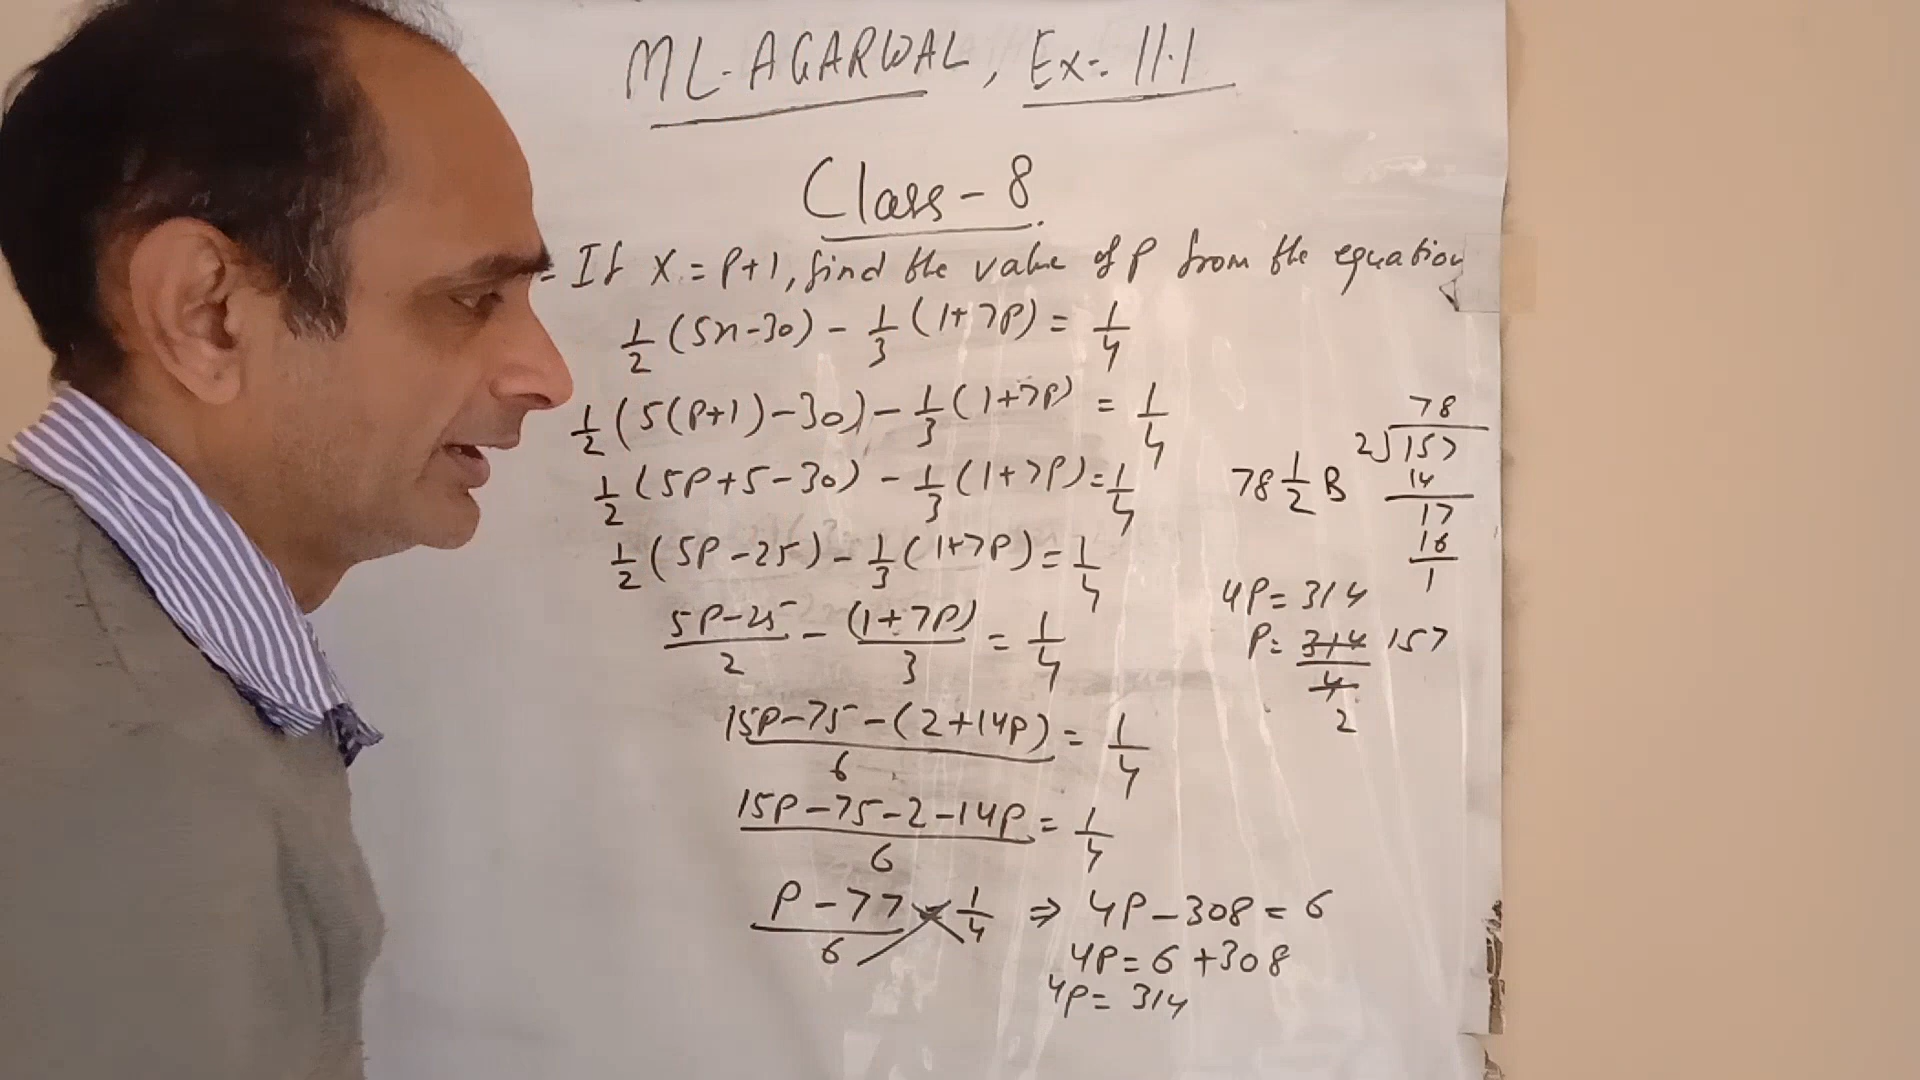 ML-AGARWAL, Ex-. 11.1
Class-8.
= If x = p+1, find the value of p from the equation
1/2 (5x-30) - 1/3 (1+7P) = 1/4
1/2 (5(P+1)-30) - 1/3 (1+7P) = 1/4
1/2 (5P+5-30) - 1/3 (1+7P) = 1/4
1/2 (5P-25) - 1/3 (1+7P) = 1/4
5P-25/2 - (1+7P)/3 = 1/4
15P-75-(2+14P)/6 = 1/4
15P-75-2-14P/6 = 1/4
P-77/6 = 1/4 ⇒ 4P-308 = 6
4P = 6+308
4P = 314
78
2)157
14
17
16
1
78 1/2 B
4P = 314
P = 314/4 157
2